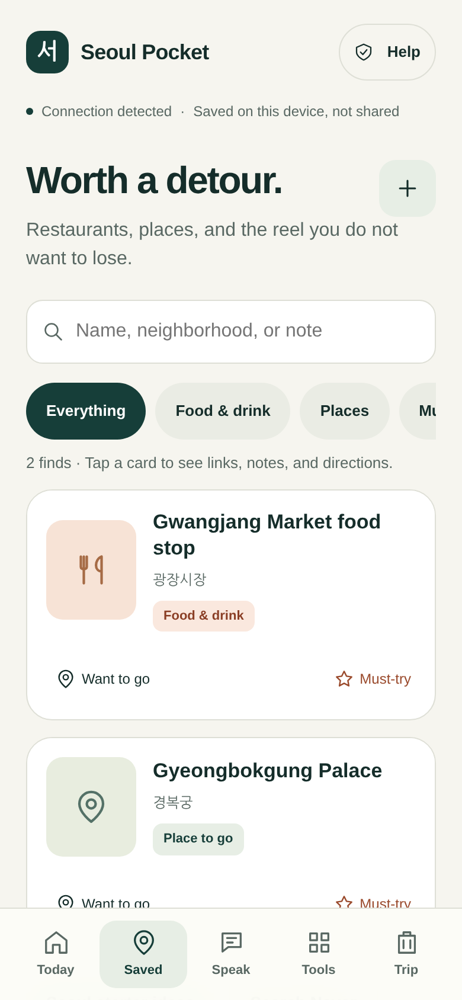 서 Seoul Pocket
Help
Connection detected · Saved on this device, not shared
Worth a detour.
Restaurants, places, and the reel you do not
want to lose.
Name, neighborhood, or note
Everything
Food & drink
Places
2 finds · Tap a card to see links, notes, and directions.
Gwangjang Market food
stop
광장시장
Food & drink
Want to go
Must-try
Gyeongbokgung Palace
경복궁
Place to go
Want to go
Must-try
Today
Saved
Speak
Tools
Trip